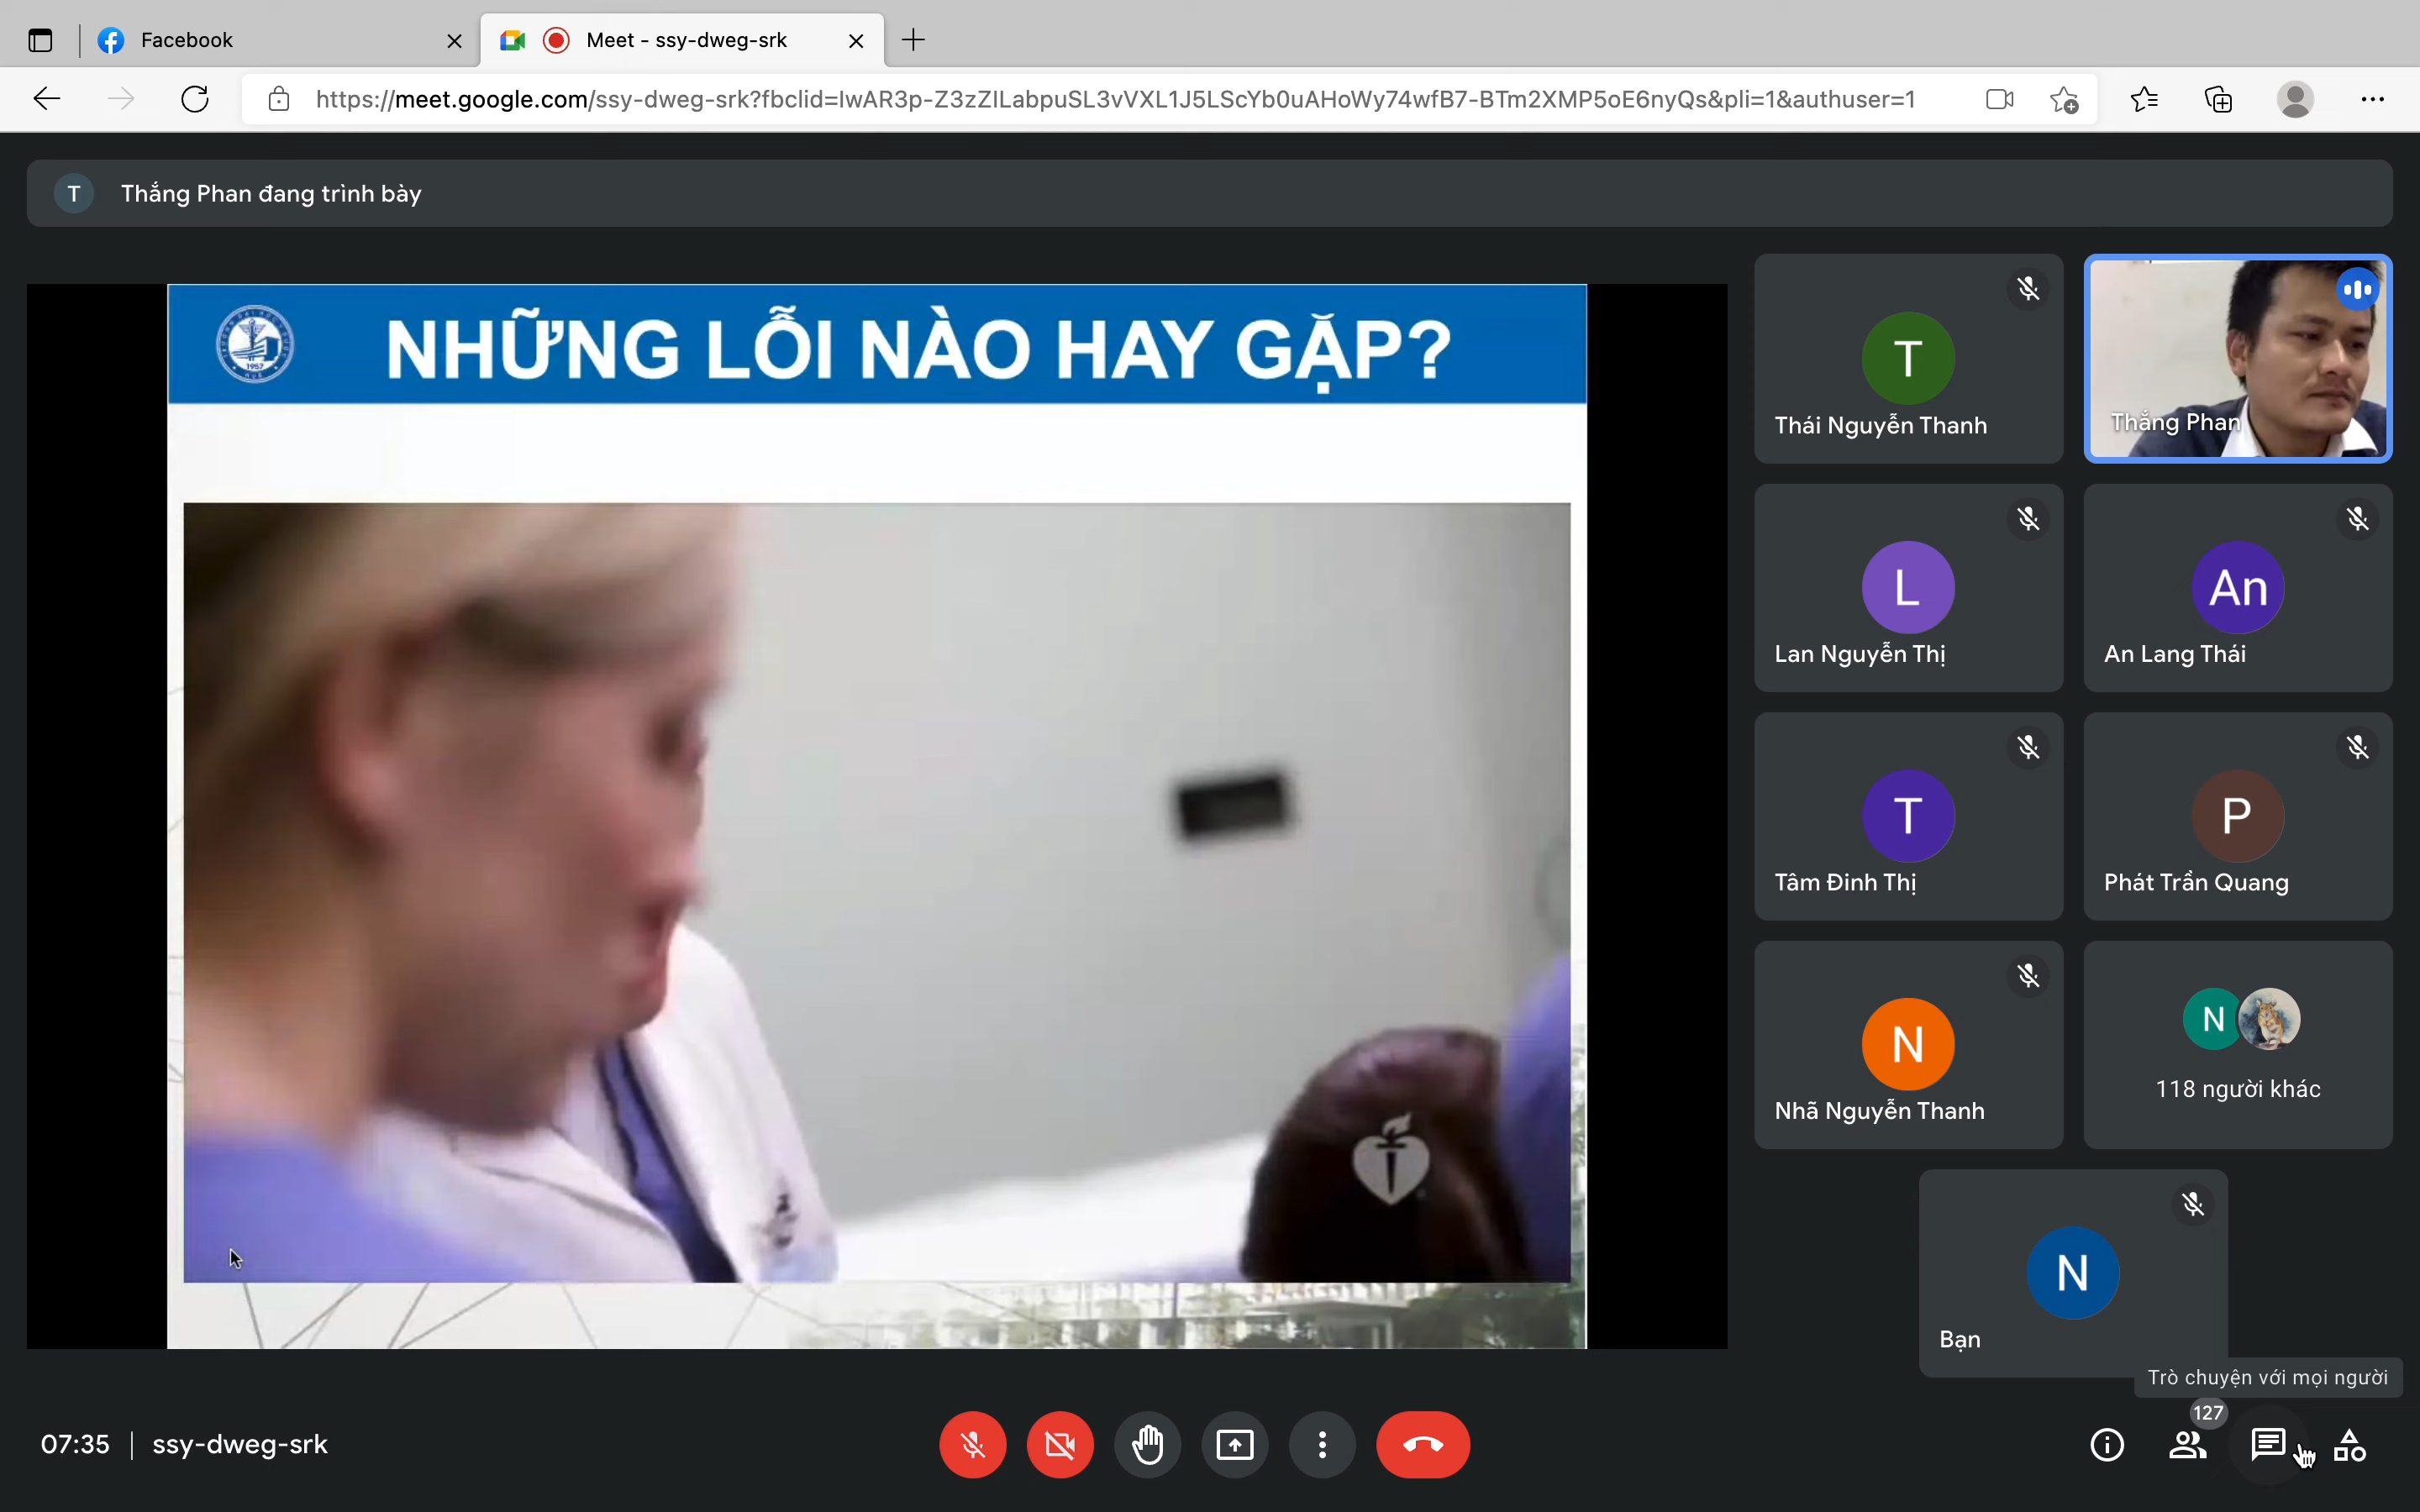 Facebook
Meet - ssy-dweg-srk
https://meet.google.com/ssy-dweg-srk?fbclid=IwAR3p-Z3zZILabpuSL3vVXL1J5LScYb0uAHoWy74wfB7-BTm2XMP5oE6nyQs&pli=1&authuser=1
T
Thắng Phan đang trình bày
NHỮNG LỖI NÀO HAY GẶP?
1957
HUẾ
T
Thái Nguyễn Thanh
Thắng Phan
L
Lan Nguyễn Thị
An
An Lang Thái
T
Tâm Đinh Thị
P
Phát Trần Quang
N
Nhã Nguyễn Thanh
N
118 người khác
N
Bạn
Trò chuyện với mọi người
127
07:35
ssy-dweg-srk